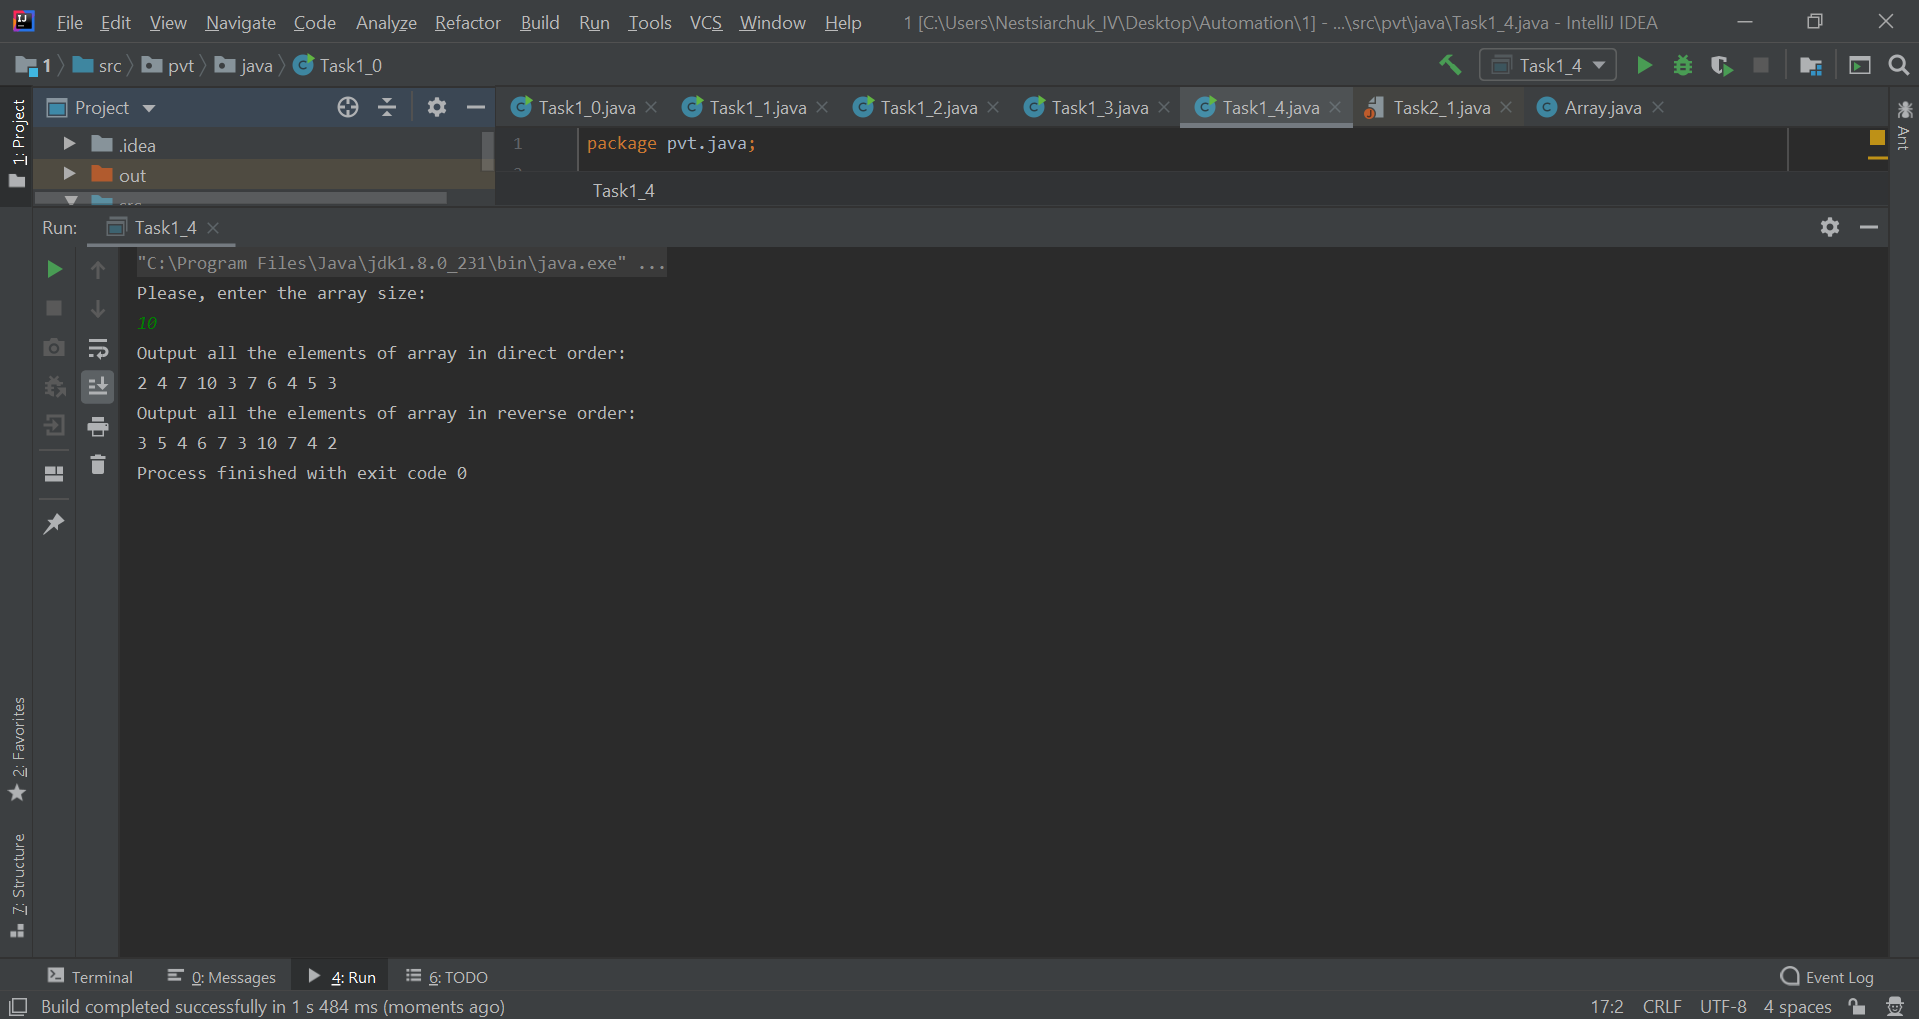 File Edit View Navigate Code Analyze Refactor Build Run Tools VCS Window Help 1 [C:\Users\Nestsiarchuk_IV\Desktop\Automation\1] - ...\src\pvt\java\Task1_4.java - IntelliJ IDEA
1 src pvt java Task1_0 Task1_4
1: Project
Project
Task1_0.java Task1_1.java Task1_2.java Task1_3.java Task1_4.java Task2_1.java Array.java
Ant
.idea
out
src
1 package pvt.java;
Task1_4
Run: Task1_4
"C:\Program Files\Java\jdk1.8.0_231\bin\java.exe" ...
Please, enter the array size:
10
Output all the elements of array in direct order:
2 4 7 10 3 7 6 4 5 3
Output all the elements of array in reverse order:
3 5 4 6 7 3 10 7 4 2
Process finished with exit code 0
2: Favorites
7: Structure
Terminal 0: Messages 4: Run 6: TODO Event Log
Build completed successfully in 1 s 484 ms (moments ago) 17:2 CRLF UTF-8 4 spaces